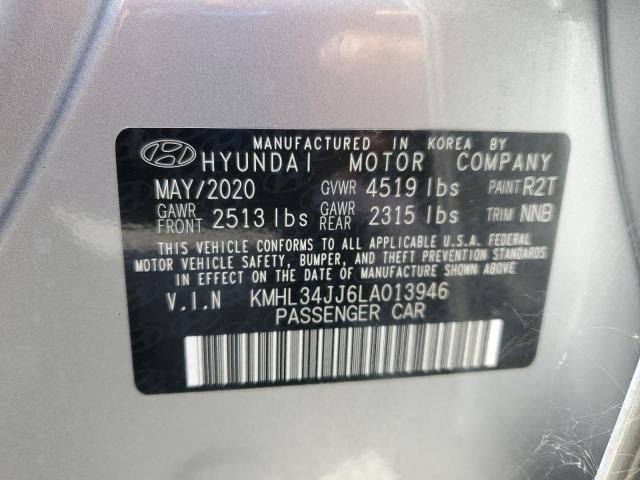 MANUFACTURED IN KOREA BY
HYUNDAI MOTOR COMPANY
MAY/2020 GVWR 4519 lbs PAINT R2T
GAWR FRONT 2513 lbs GAWR REAR 2315 lbs TRIM NNB
THIS VEHICLE CONFORMS TO ALL APPLICABLE U.S.A. FEDERAL
MOTOR VEHICLE SAFETY, BUMPER, AND THEFT PREVENTION STANDARDS
IN EFFECT ON THE DATE OF MANUFACTURE SHOWN ABOVE.
V.I.N KMHL34JJ6LA013946
PASSENGER CAR